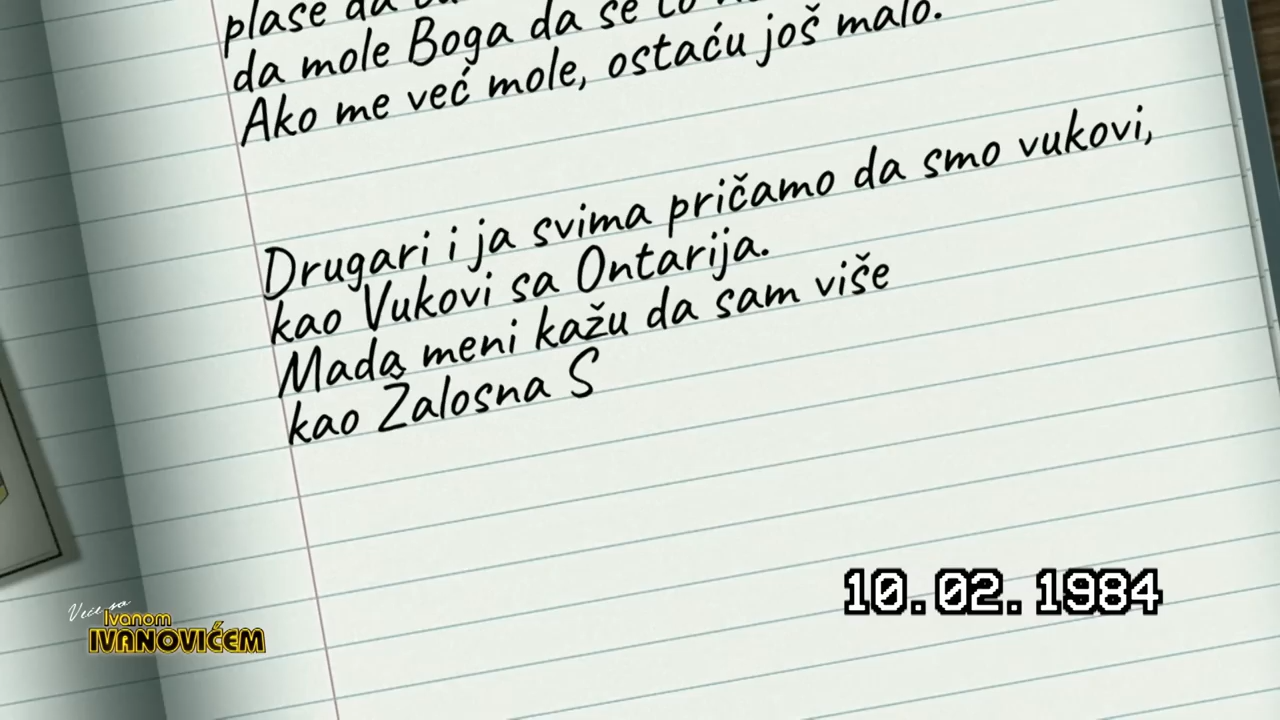 plaše da
da mole Boga da se to
Ako me već mole, ostaću još malo.
Drugari i ja svima pričamo da smo vukovi,
kao Vukovi sa Ontarija.
Mada meni kažu da sam više
kao Žalosna S
10.02.1984
Veče sa
Ivanom
IVANOVIĆEM